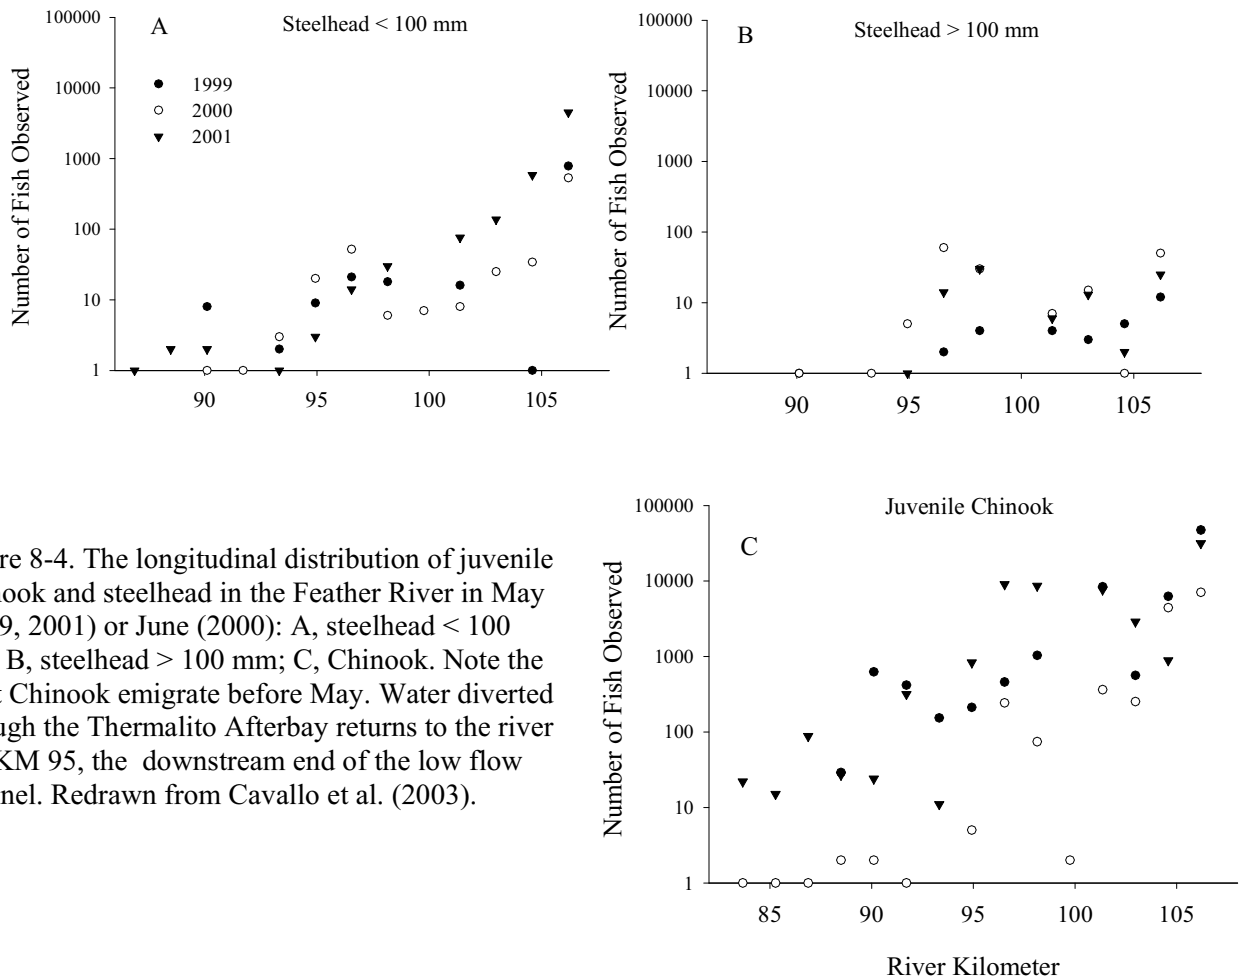 A
Steelhead < 100 mm
100000
10000
1000
100
10
1
Number of Fish Observed
1999
2000
2001
90
95
100
105
B
Steelhead > 100 mm
100000
10000
1000
100
10
1
Number of Fish Observed
90
95
100
105
re 8-4. The longitudinal distribution of juvenile
nook and steelhead in the Feather River in May
9, 2001) or June (2000): A, steelhead < 100
B, steelhead > 100 mm; C, Chinook. Note the
t Chinook emigrate before May. Water diverted
ugh the Thermalito Afterbay returns to the river
KM 95, the downstream end of the low flow
nel. Redrawn from Cavallo et al. (2003).
C
Juvenile Chinook
100000
10000
1000
100
10
1
Number of Fish Observed
85
90
95
100
105
River Kilometer